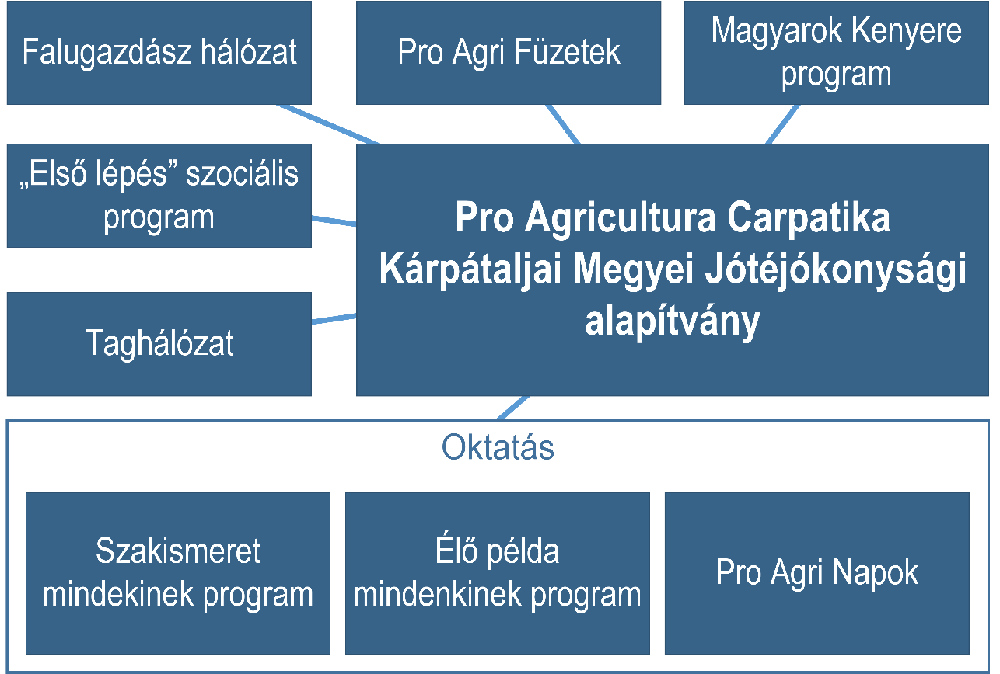 Falugazdász hálózat
Pro Agri Füzetek
Magyarok Kenyere
program
„Első lépés” szociális
program
Pro Agricultura Carpatika
Kárpátaljai Megyei Jótéjókonysági
alapítvány
Taghálózat
Oktatás
Szakismeret
mindekinek program
Élő példa
mindenkinek program
Pro Agri Napok